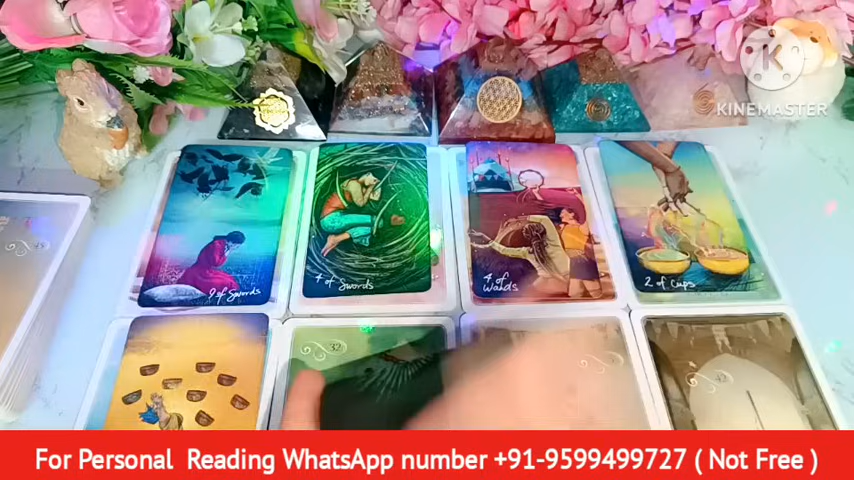 K
KINEMASTER
9 of Swords
4 of Swords
4 of Wands
2 of Cups
32
For Personal Reading WhatsApp number +91-9599499727 ( Not Free )